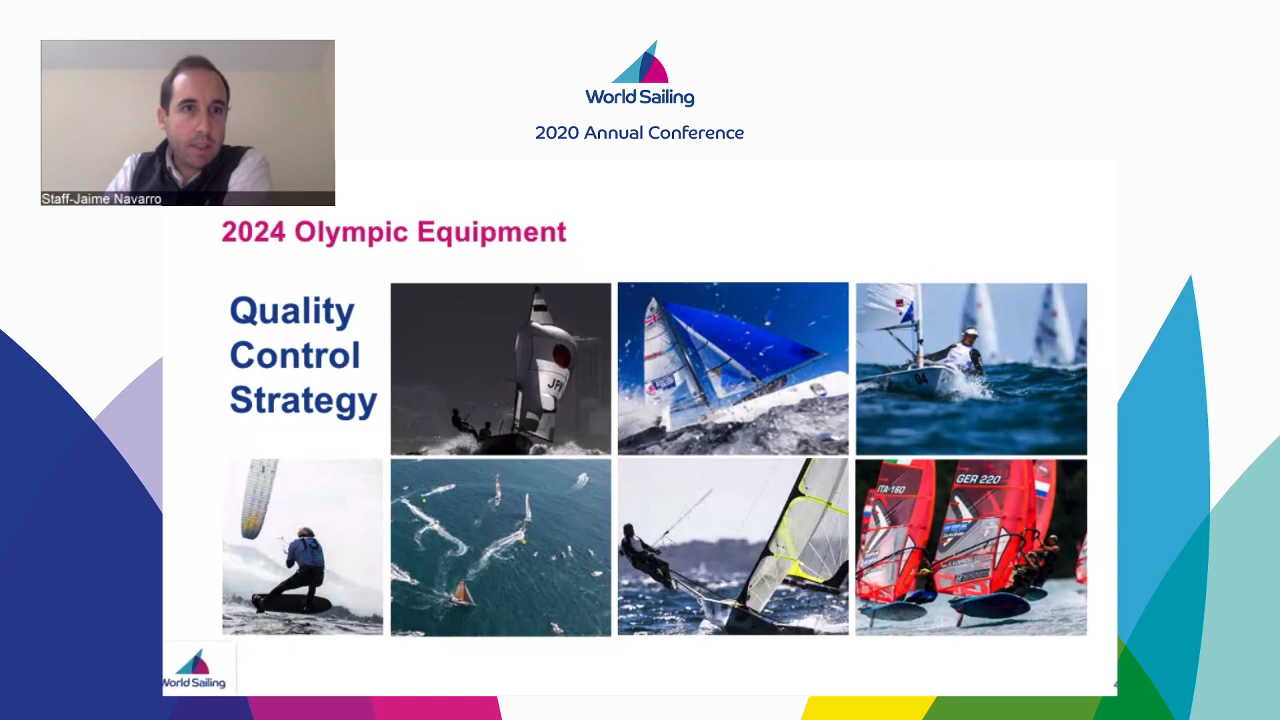 World Sailing
2020 Annual Conference
Staff-Jaime Navarro
2024 Olympic Equipment
Quality
Control
Strategy
JPN
04
ITA-160
GER 220
World Sailing